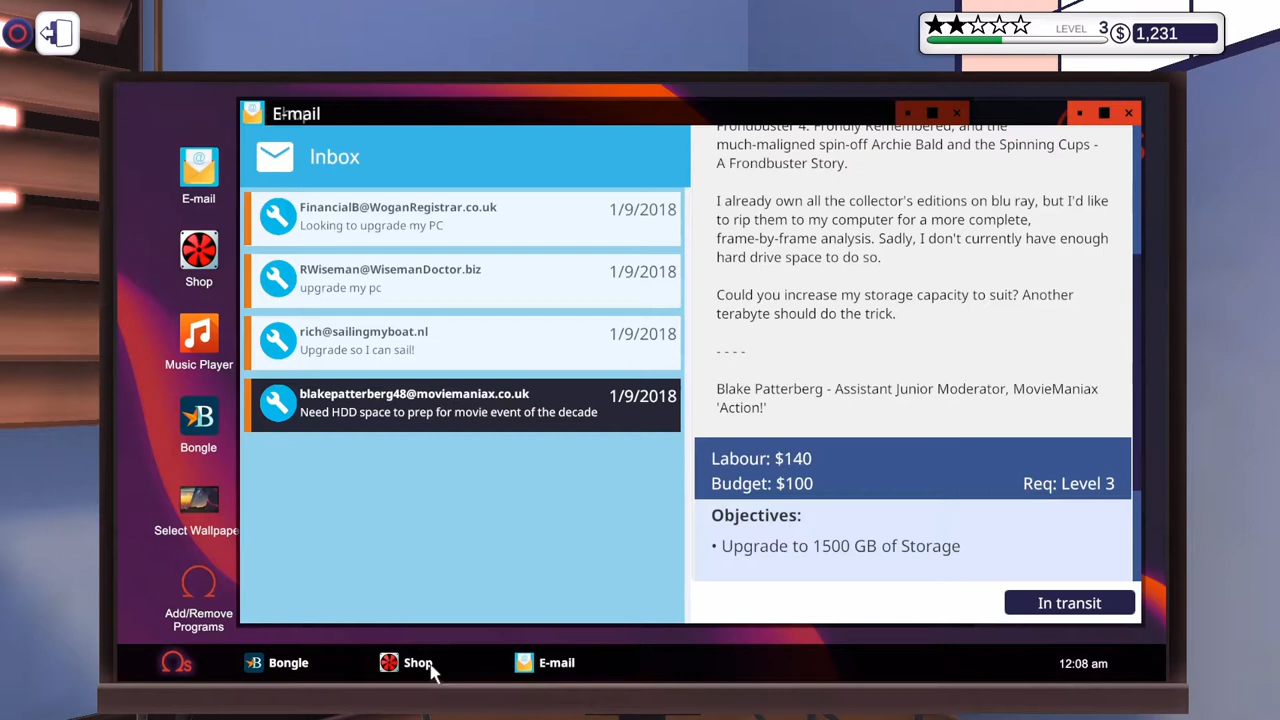 LEVEL 3 $ 1,231
E-mail
Inbox
FinancialB@WoganRegistrar.co.uk 1/9/2018
Looking to upgrade my PC
RWiseman@WisemanDoctor.biz 1/9/2018
upgrade my pc
rich@sailingmyboat.nl 1/9/2018
Upgrade so I can sail!
blakepatterberg48@moviemaniax.co.uk 1/9/2018
Need HDD space to prep for movie event of the decade
Frondbuster 4: Frondly Remembered, and the
much-maligned spin-off Archie Bald and the Spinning Cups -
A Frondbuster Story.
I already own all the collector's editions on blu ray, but I'd like
to rip them to my computer for a more complete,
frame-by-frame analysis. Sadly, I don't currently have enough
hard drive space to do so.
Could you increase my storage capacity to suit? Another
terabyte should do the trick.
- - - -
Blake Patterberg - Assistant Junior Moderator, MovieManiax
'Action!'
Labour: $140
Budget: $100 Req: Level 3
Objectives:
• Upgrade to 1500 GB of Storage
In transit
E-mail
Shop
Music Player
Bongle
Select Wallpape
Add/Remove
Programs
Ωs Bongle Shop E-mail 12:08 am